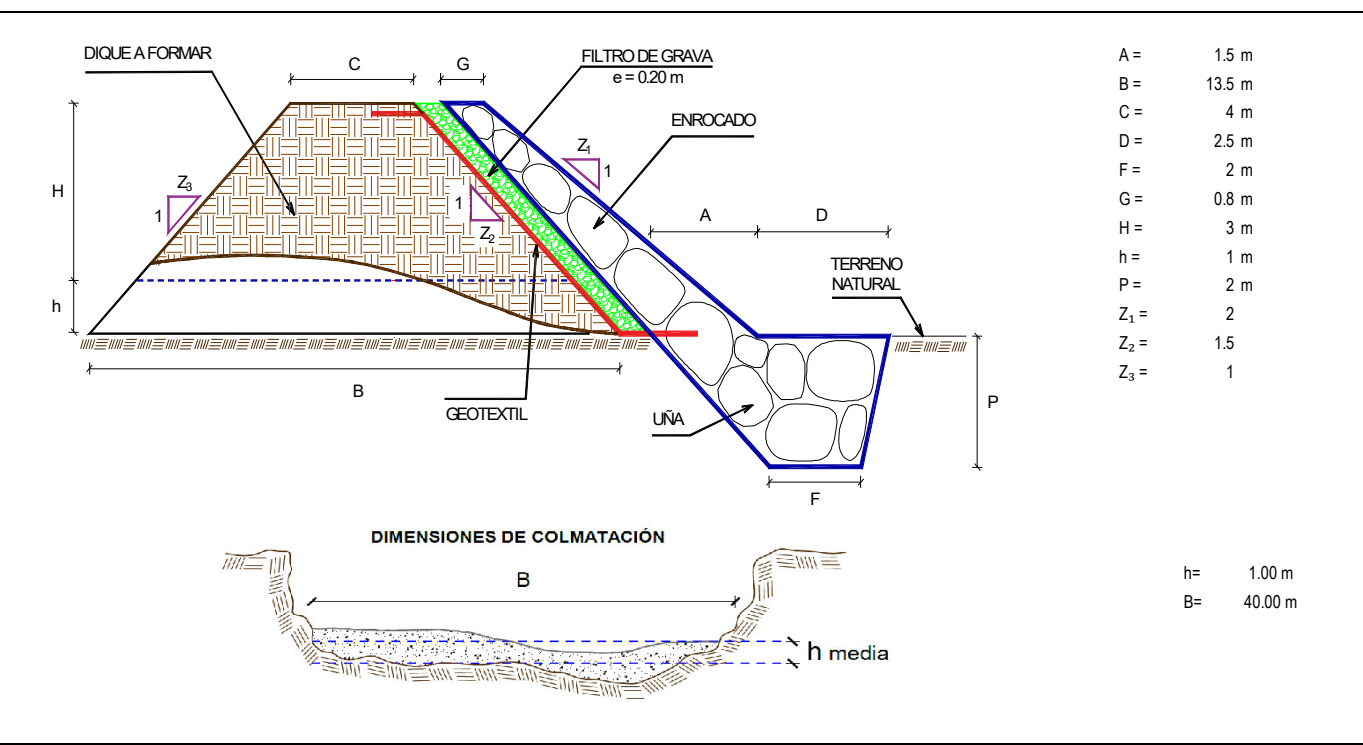 DIQUE A FORMAR
C
G
FILTRO DE GRAVA
e = 0.20 m
ENROCADO
Z1
1
H
Z3
1
1
Z2
A
D
TERRENO
NATURAL
h
B
GEOTEXTIL
UÑA
P
F
A = 1.5 m
B = 13.5 m
C = 4 m
D = 2.5 m
F = 2 m
G = 0.8 m
H = 3 m
h = 1 m
P = 2 m
Z1 = 2
Z2 = 1.5
Z3 = 1
DIMENSIONES DE COLMATACIÓN
B
h media
h= 1.00 m
B= 40.00 m